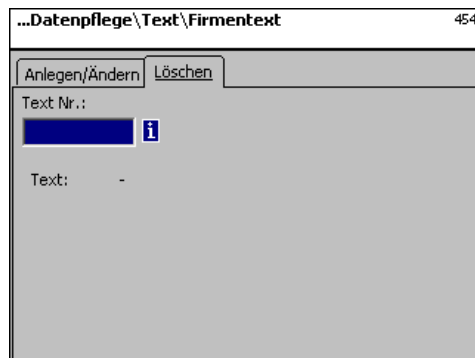 ...Datenpflege\Text\Firmentext 454
Anlegen/Ändern Löschen
Text Nr.:
i
Text: -